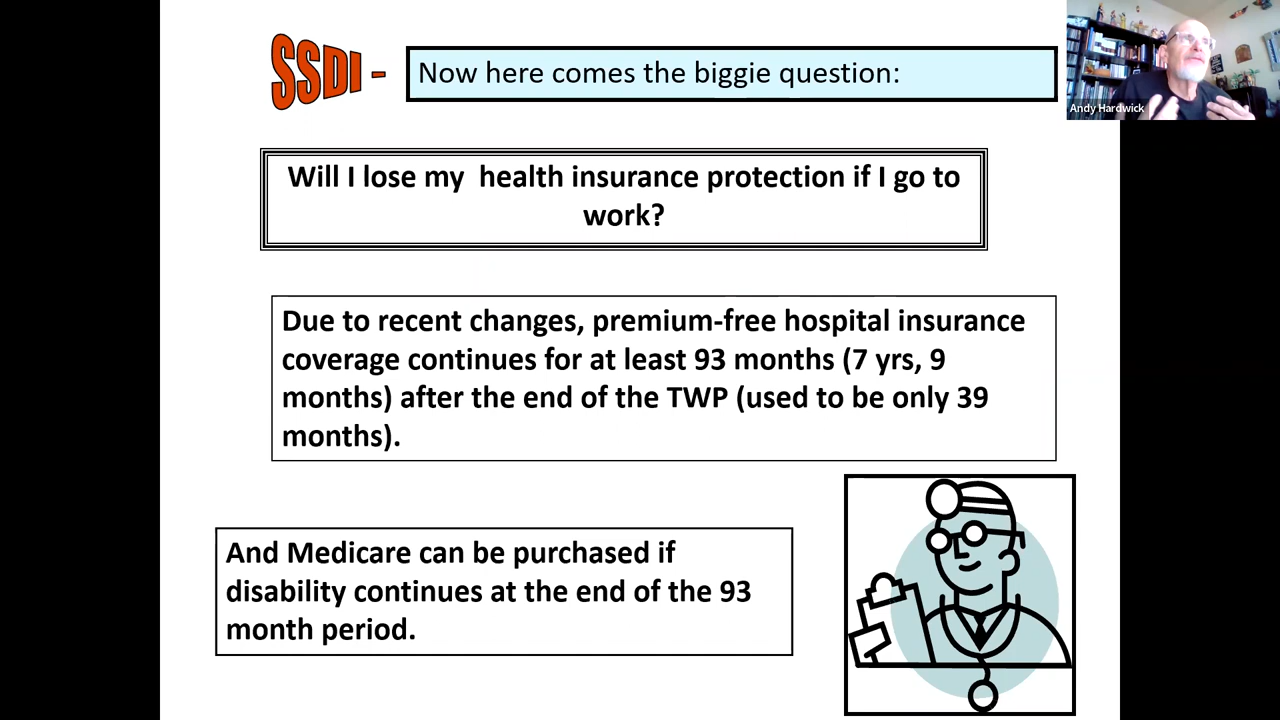 SSDI -
Now here comes the biggie question:
Andy Hardwick
Will I lose my  health insurance protection if I go to
work?
Due to recent changes, premium-free hospital insurance
coverage continues for at least 93 months (7 yrs, 9
months) after the end of the TWP (used to be only 39
months).
And Medicare can be purchased if
disability continues at the end of the 93
month period.